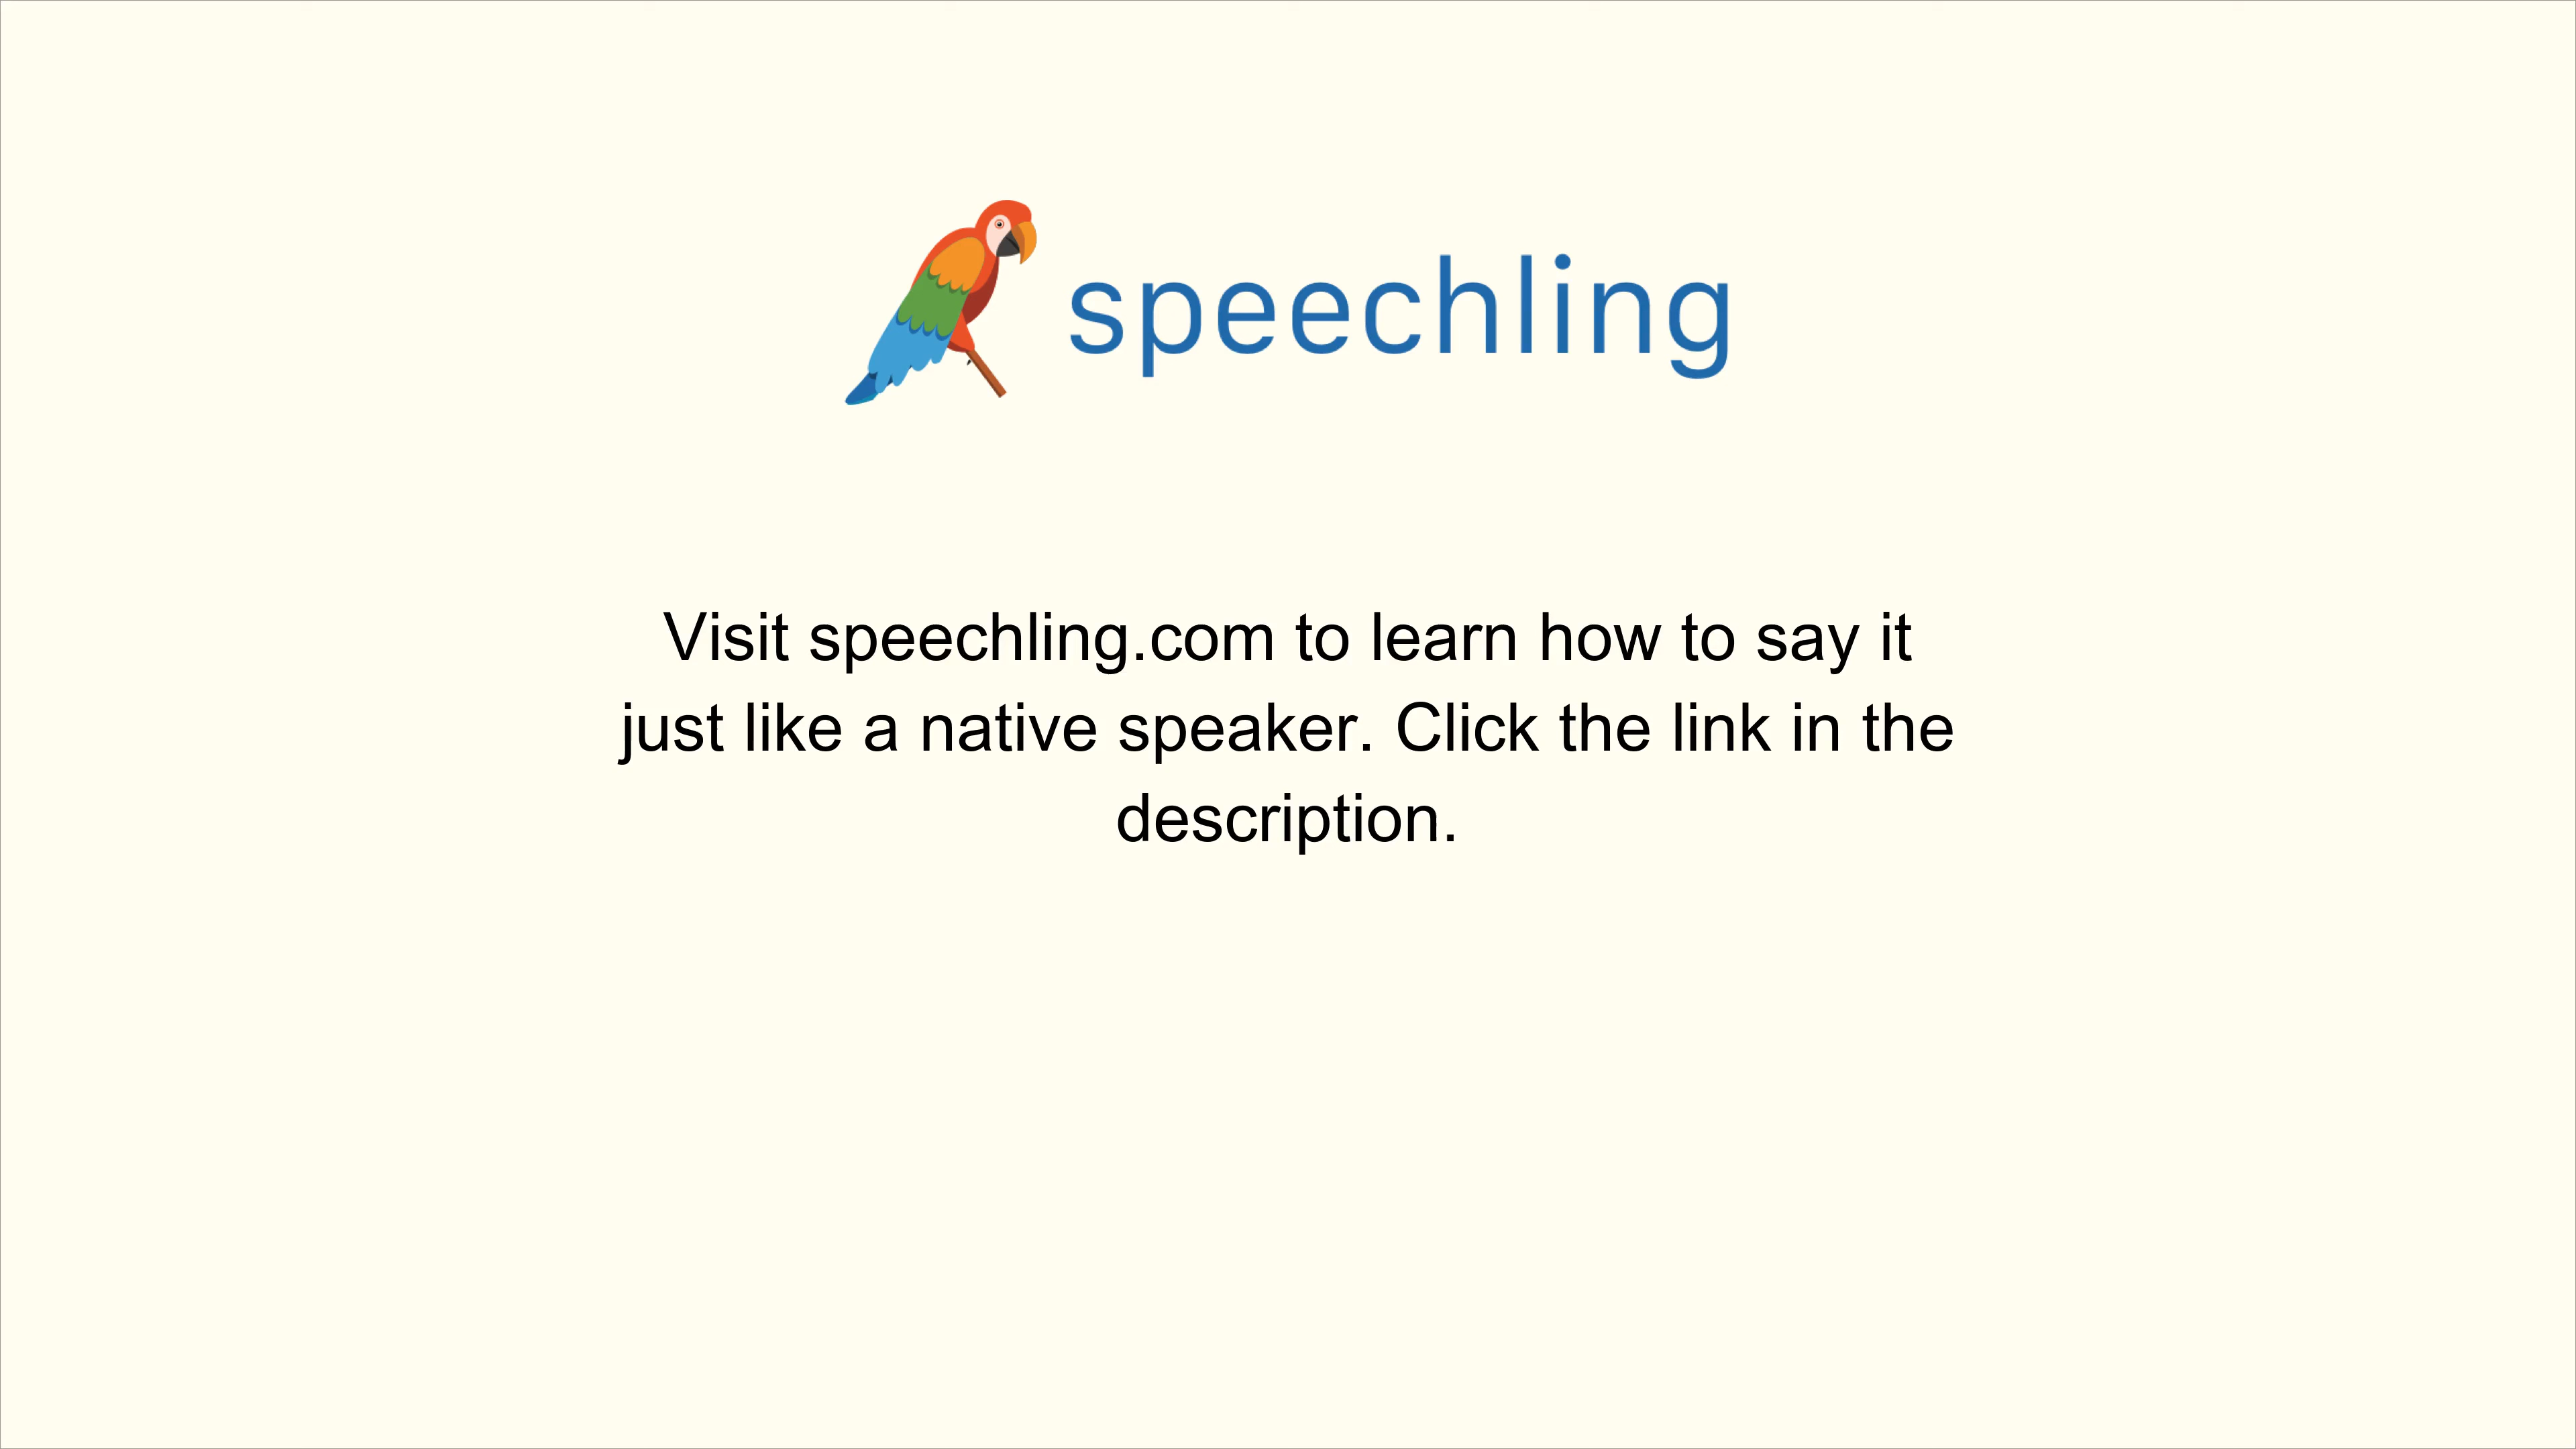 speechling
Visit speechling.com to learn how to say it
just like a native speaker. Click the link in the
description.